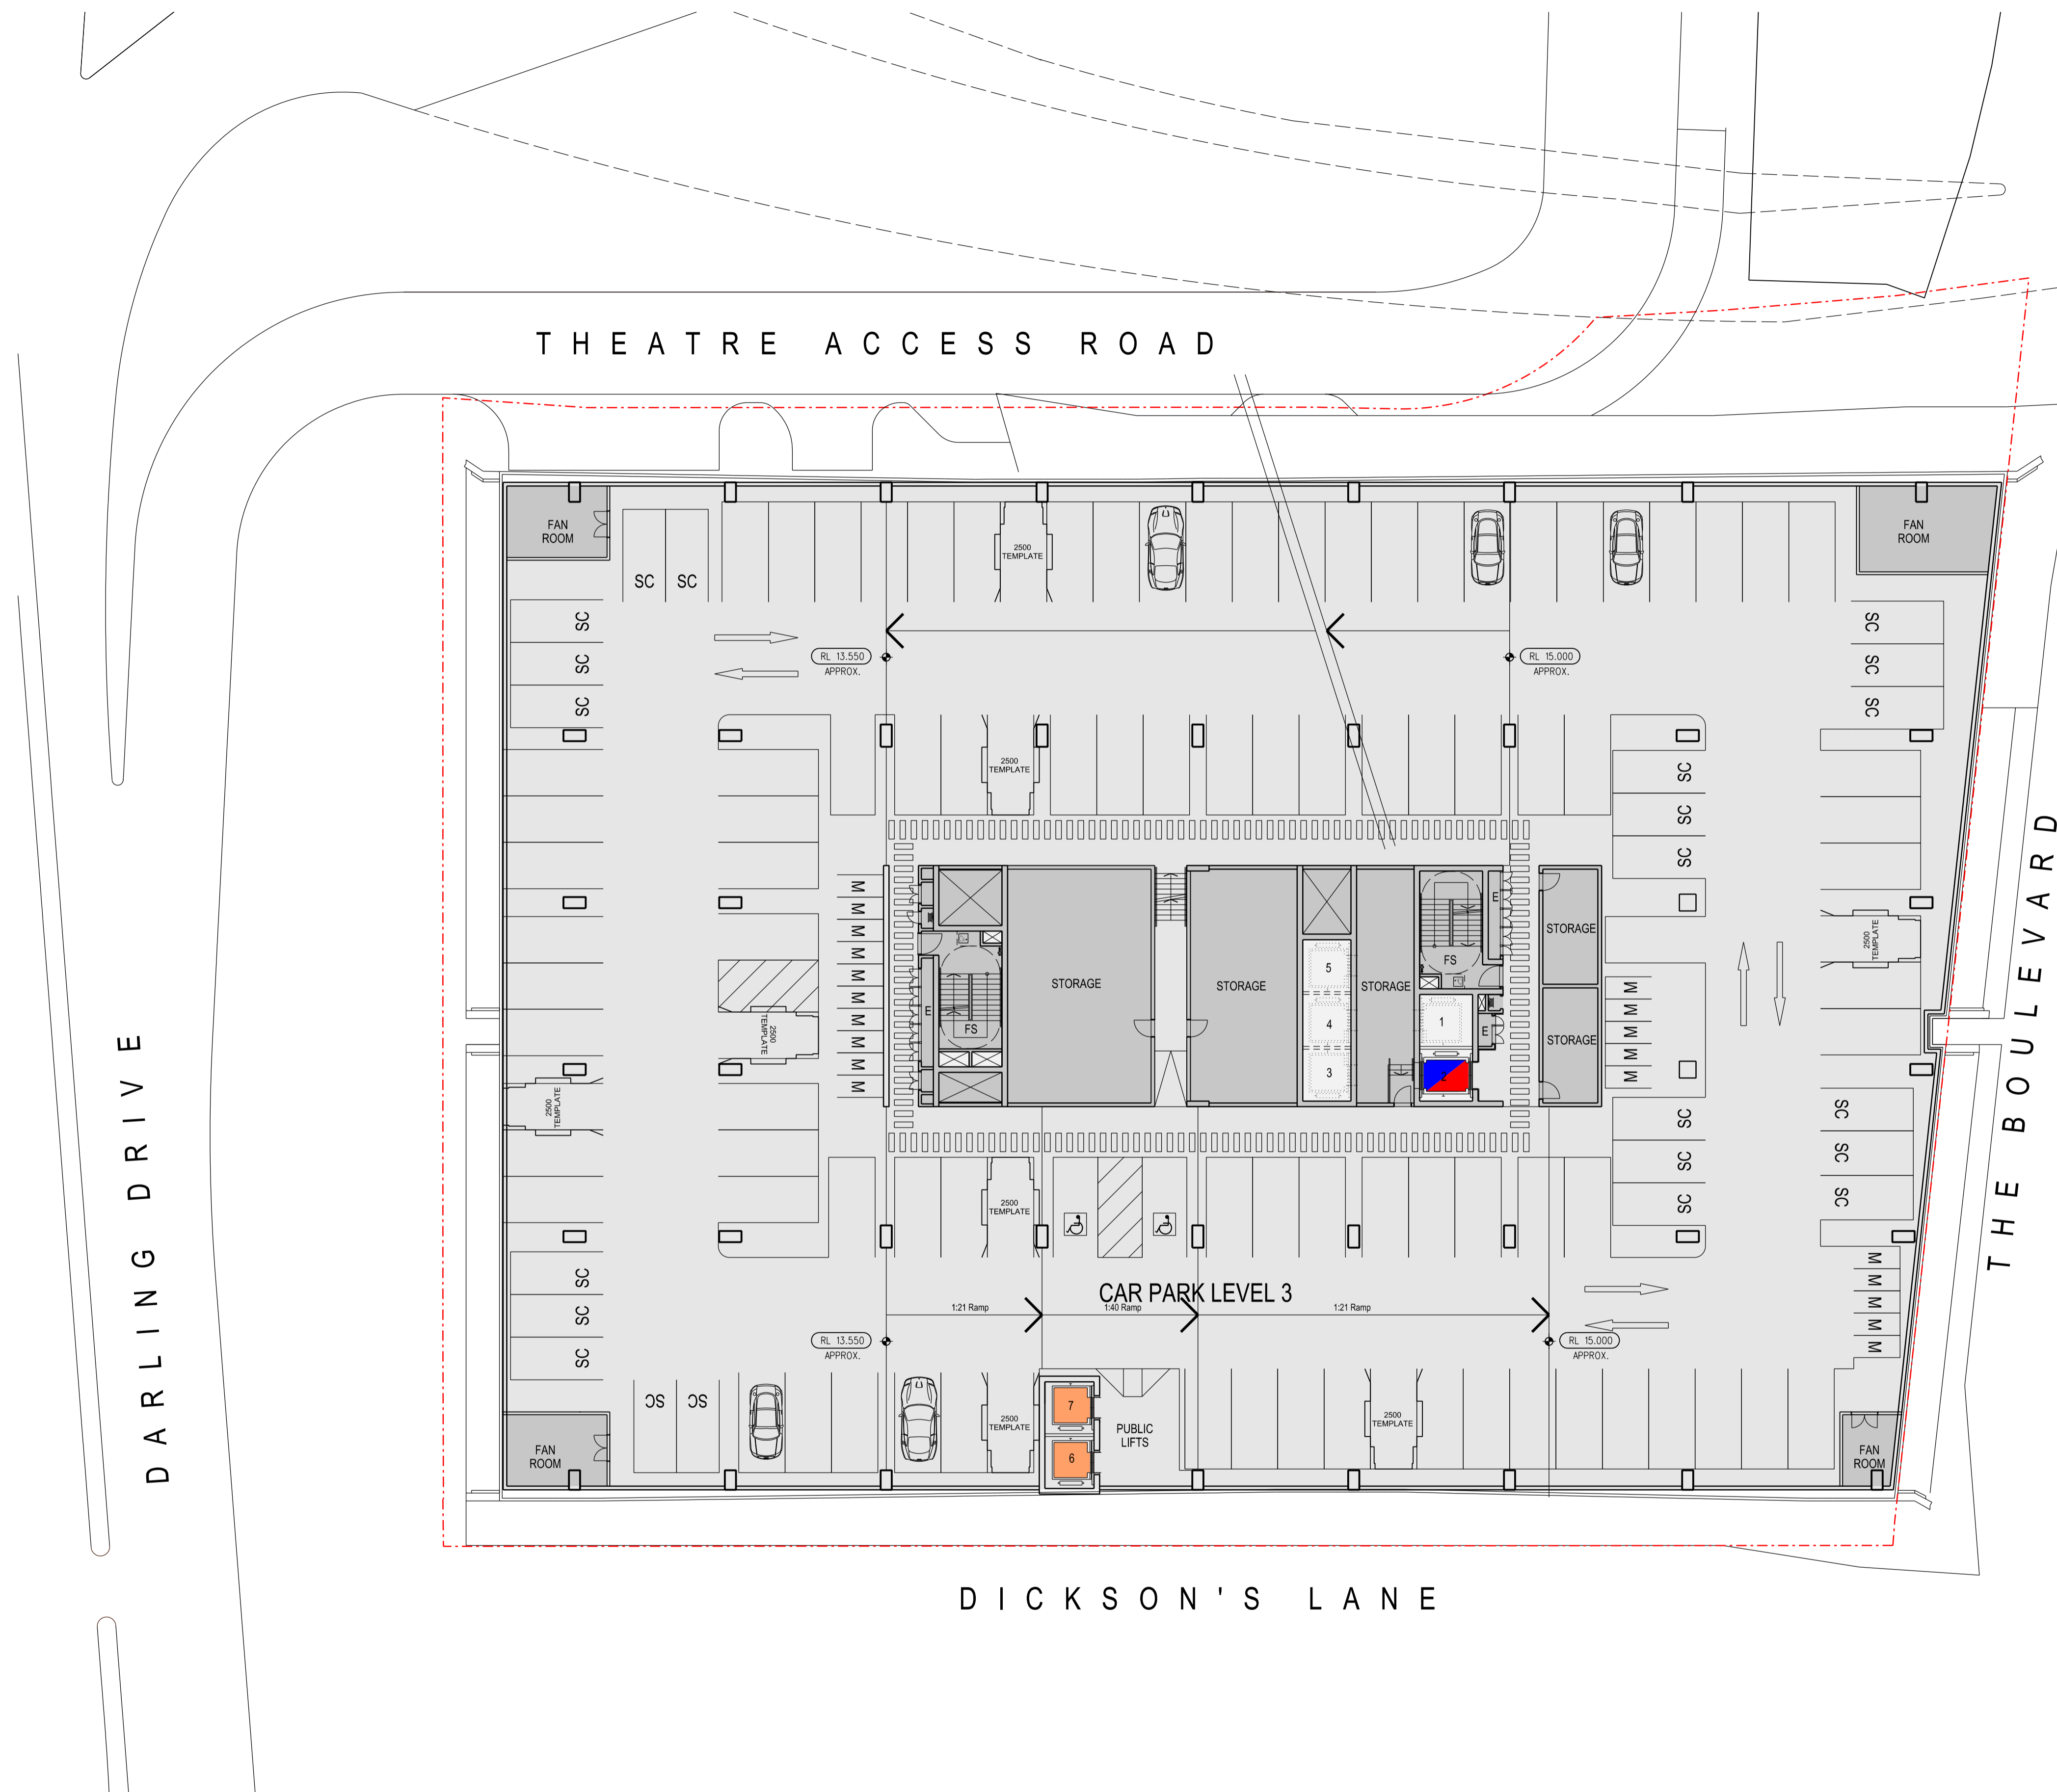 THEATRE ACCESS ROAD
FAN
ROOM
FAN
ROOM
2500
TEMPLATE
SC
SC
SC
SC
SC
SC
SC
SC
RL 13.550
APPROX.
RL 15.000
APPROX.
2500
TEMPLATE
SC
SC
SC
M
M
M
M
M
M
M
M
M
M
E
FS
E
STORAGE
STORAGE
STORAGE
5
4
3
E
FS
1
E
2
STORAGE
STORAGE
M
M
M
M
M
2500
TEMPLATE
2500
TEMPLATE
2500
TEMPLATE
DARLING DRIVE
THE BOULEVARD
SC
SC
SC
SC
SC
SC
2500
TEMPLATE
SC
SC
SC
CAR PARK LEVEL 3
1:21 Ramp
1:40 Ramp
1:21 Ramp
RL 13.550
APPROX.
RL 15.000
APPROX.
M
M
M
M
M
SC
SC
2500
TEMPLATE
7
6
PUBLIC
LIFTS
2500
TEMPLATE
FAN
ROOM
FAN
ROOM
DICKSON'S LANE